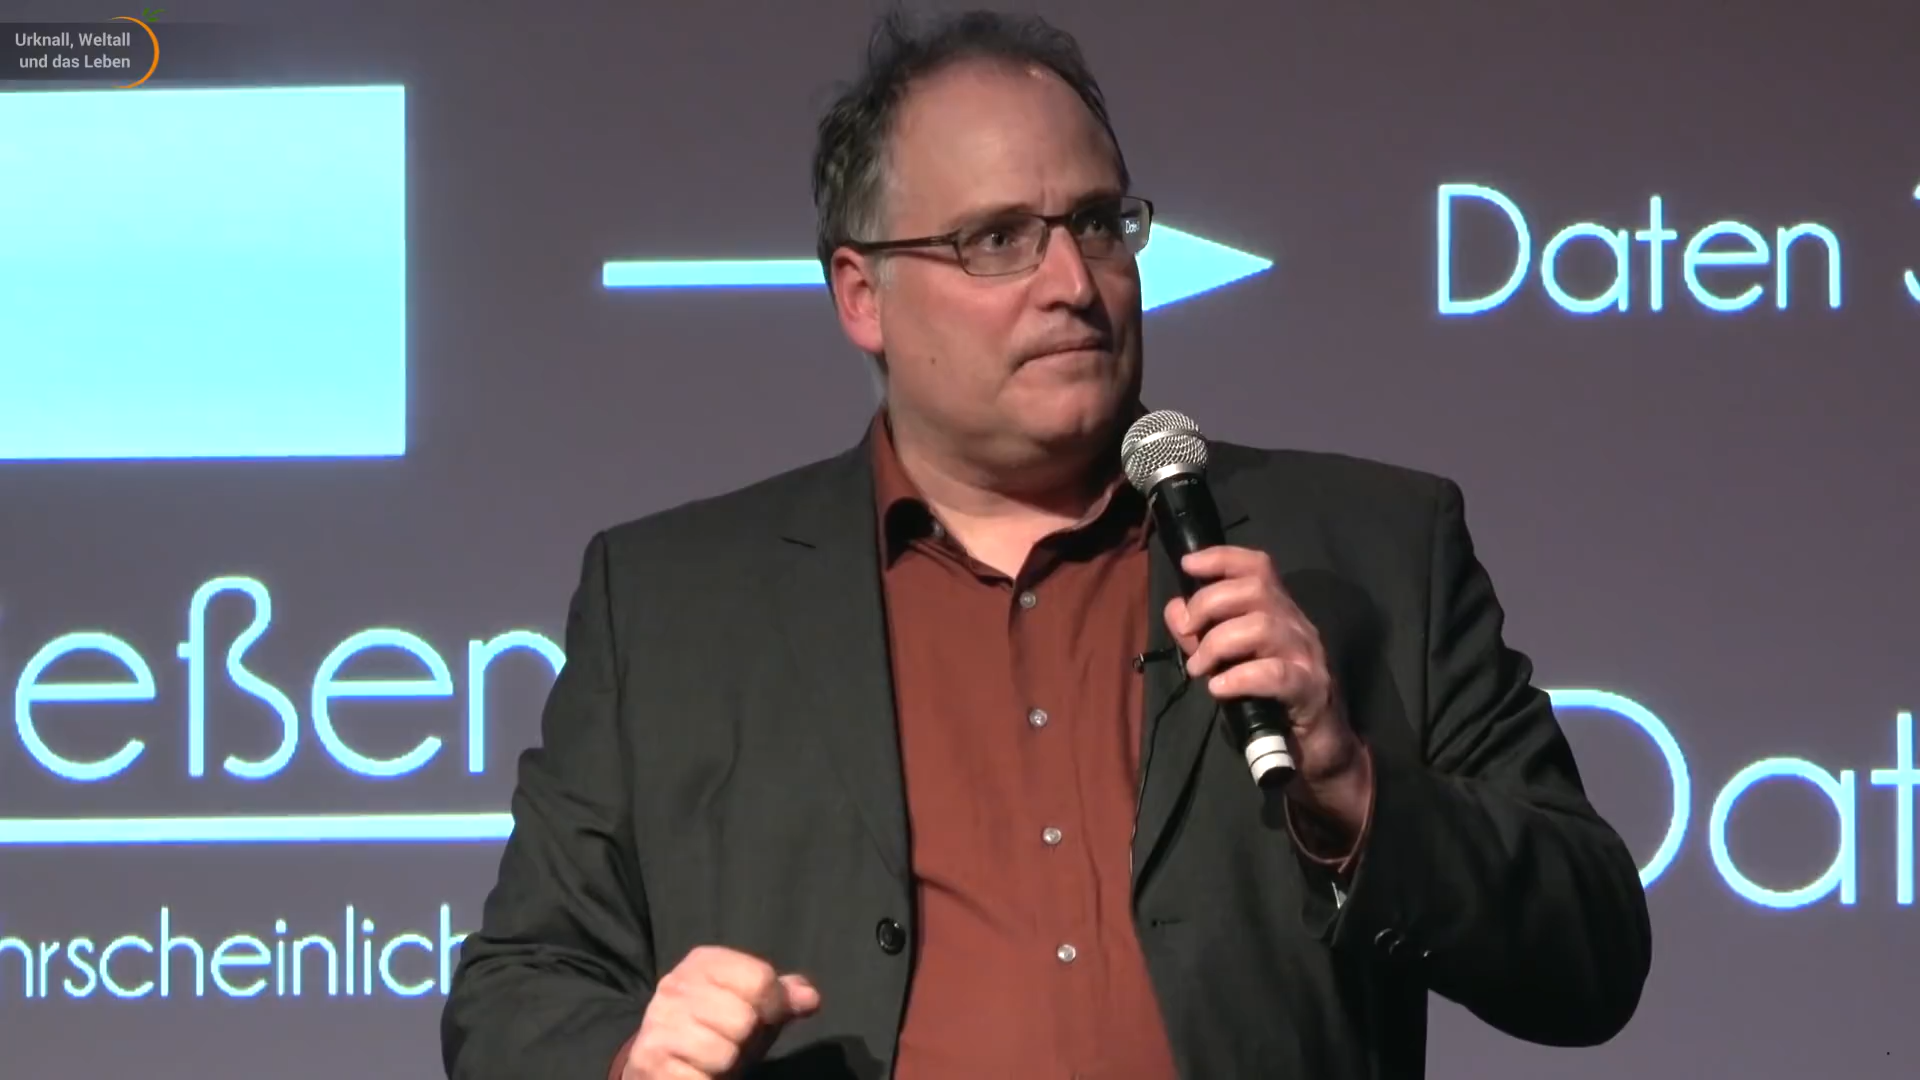 Urknall, Weltall
und das Leben
Daten
eßen
Dat
hrscheinlich